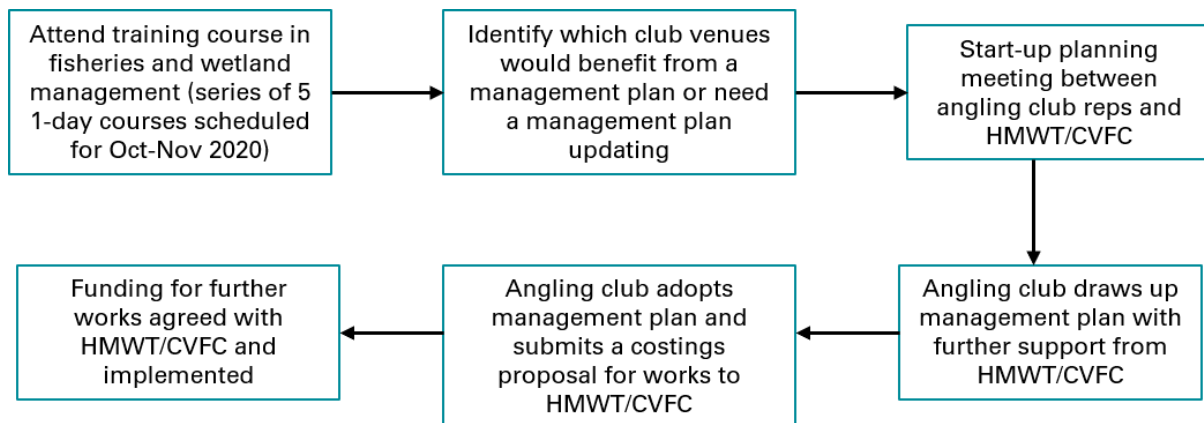 Attend training course in
fisheries and wetland
management (series of 5
1-day courses scheduled
for Oct-Nov 2020)
Identify which club venues
would benefit from a
management plan or need
a management plan
updating
Start-up planning
meeting between
angling club reps and
HMWT/CVFC
Angling club draws up
management plan with
further support from
HMWT/CVFC
Angling club adopts
management plan and
submits a costings
proposal for works to
HMWT/CVFC
Funding for further
works agreed with
HMWT/CVFC and
implemented